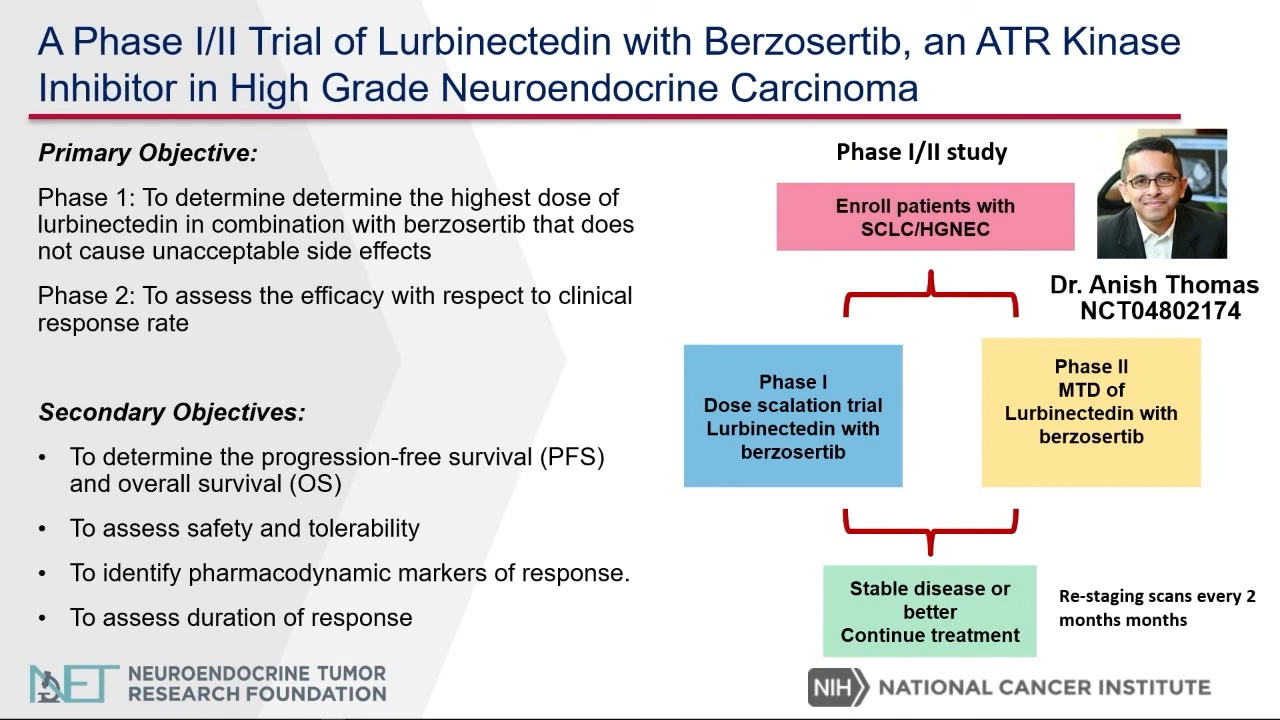 A Phase I/II Trial of Lurbinectedin with Berzosertib, an ATR Kinase
Inhibitor in High Grade Neuroendocrine Carcinoma
Primary Objective:
Phase 1: To determine determine the highest dose of
lurbinectedin in combination with berzosertib that does
not cause unacceptable side effects
Phase 2: To assess the efficacy with respect to clinical
response rate
Secondary Objectives:
• To determine the progression-free survival (PFS)
and overall survival (OS)
• To assess safety and tolerability
• To identify pharmacodynamic markers of response.
• To assess duration of response
Phase I/II study
Enroll patients with
SCLC/HGNEC
Dr. Anish Thomas
NCT04802174
Phase I
Dose scalation trial
Lurbinectedin with
berzosertib
Phase II
MTD of
Lurbinectedin with
berzosertib
Stable disease or
better
Continue treatment
Re-staging scans every 2
months months
NET NEUROENDOCRINE TUMOR
RESEARCH FOUNDATION
NIH NATIONAL CANCER INSTITUTE